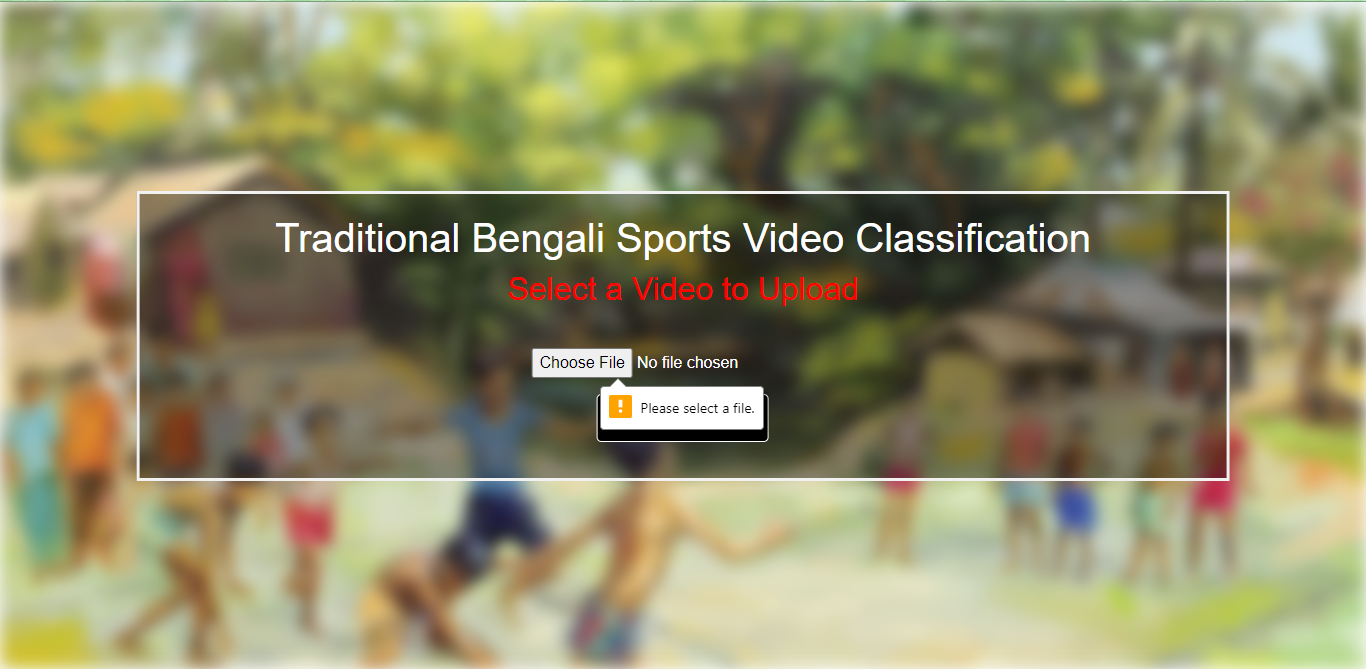 Traditional Bengali Sports Video Classification
Select a Video to Upload
Choose File No file chosen
Please select a file.